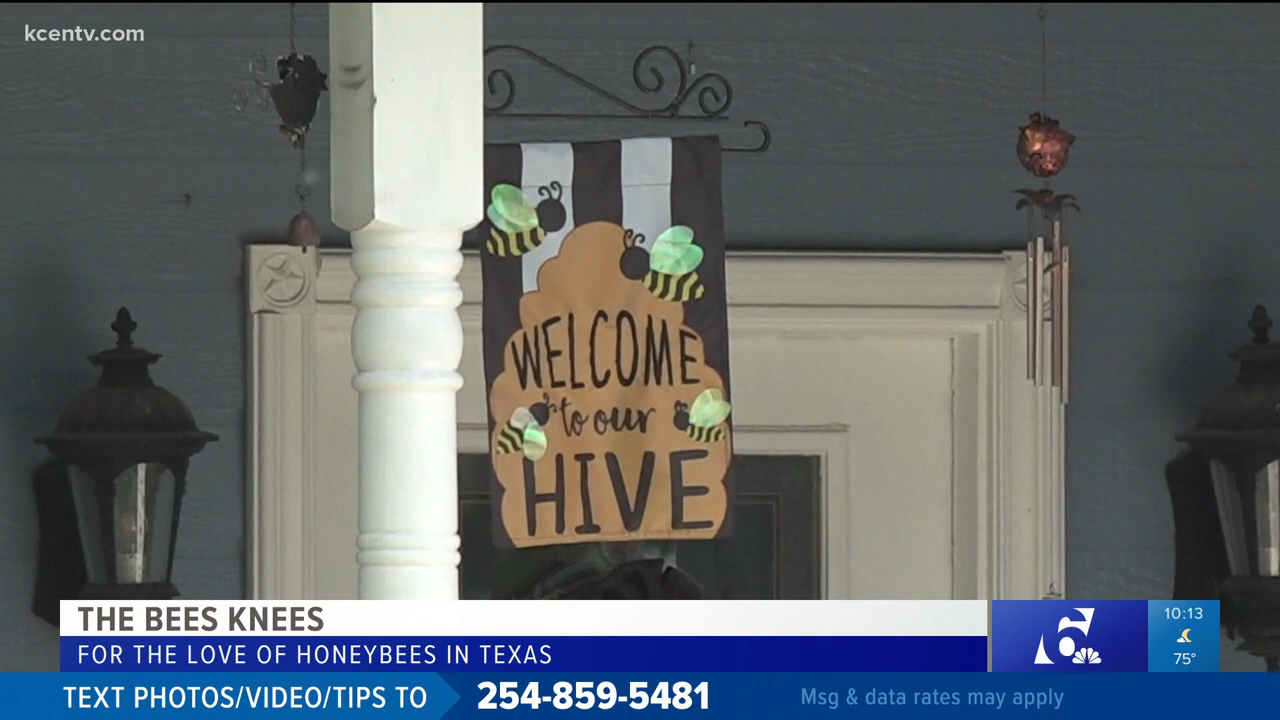 kcentv.com
WELCOME
to our
HIVE
THE BEES KNEES
FOR THE LOVE OF HONEYBEES IN TEXAS
6
10:13
75°
TEXT PHOTOS/VIDEO/TIPS TO 254-859-5481 Msg & data rates may apply